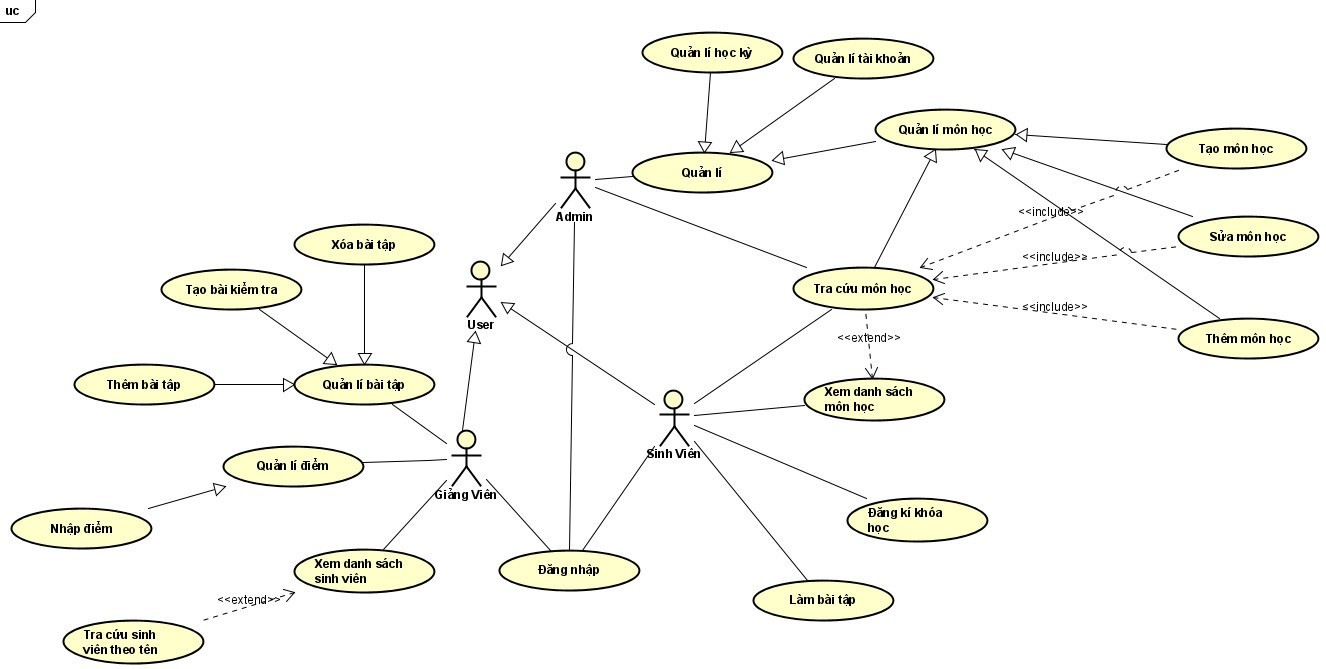 uc
Quản lí học kỳ
Quản lí tài khoản
Quản lí môn học
Tạo môn học
Quản lí
Admin
<<include>>
Sửa môn học
Xóa bài tập
<<include>>
Tạo bài kiểm tra
User
Tra cứu môn học
<<include>>
<<extend>>
Thêm môn học
Thêm bài tập
Quản lí bài tập
Xem danh sách
môn học
Sinh Viên
Quản lí điểm
Giảng Viên
Nhập điểm
Đăng kí khóa
học
Xem danh sách
sinh viên
Đăng nhập
<<extend>>
Làm bài tập
Tra cứu sinh
viên theo tên